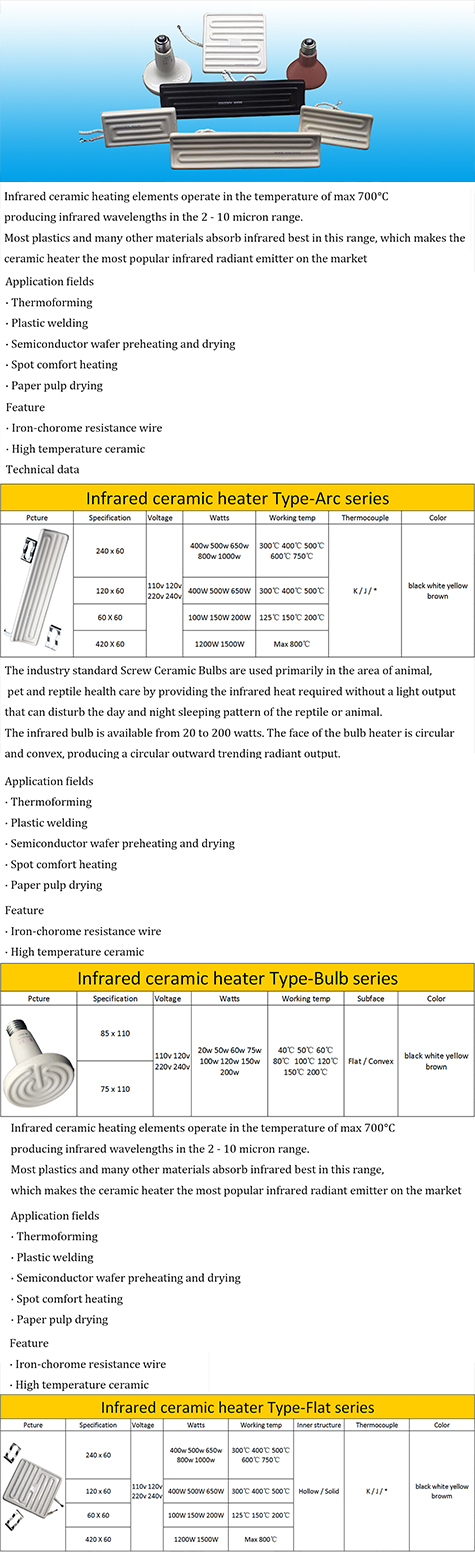 Infrared ceramic heating elements operate in the temperature of max 700°C
producing infrared wavelengths in the 2 - 10 micron range.
Most plastics and many other materials absorb infrared best in this range, which makes the
ceramic heater the most popular infrared radiant emitter on the market
Application fields
· Thermoforming
· Plastic welding
· Semiconductor wafer preheating and drying
· Spot comfort heating
· Paper pulp drying
Feature
· Iron-chorome resistance wire
· High temperature ceramic
Technical data
Infrared ceramic heater Type-Arc series
Pcture Specification Voltage Watts Working temp Thermocouple Color
240 x 60
400w 500w 650w
800w 1000w
300℃ 400℃ 500℃
600℃ 750℃
120 x 60
110v 120v
220v 240v
400W 500W 650W
300℃ 400℃ 500℃
K / J / *
black white yellow
brown
60 X 60
100W 150W 200W
125℃ 150℃ 200℃
420 X 60
1200W 1500W
Max 800℃
The industry standard Screw Ceramic Bulbs are used primarily in the area of animal,
pet and reptile health care by providing the infrared heat required without a light output
that can disturb the day and night sleeping pattern of the reptile or animal.
The infrared bulb is available from 20 to 200 watts. The face of the bulb heater is circular
and convex, producing a circular outward trending radiant output.
Application fields
· Thermoforming
· Plastic welding
· Semiconductor wafer preheating and drying
· Spot comfort heating
· Paper pulp drying
Feature
· Iron-chorome resistance wire
· High temperature ceramic
Infrared ceramic heater Type-Bulb series
Pcture Specification Voltage Watts Working temp Subface Color
85 x 110
75 x 110
110v 120v
220v 240v
20w 50w 60w 75w
100w 120w 150w
200w
40℃ 50℃ 60℃
80℃ 100℃ 120℃
150℃ 200℃
Flat / Convex
black white yellow
brown
Infrared ceramic heating elements operate in the temperature of max 700°C
producing infrared wavelengths in the 2 - 10 micron range.
Most plastics and many other materials absorb infrared best in this range,
which makes the ceramic heater the most popular infrared radiant emitter on the market
Application fields
· Thermoforming
· Plastic welding
· Semiconductor wafer preheating and drying
· Spot comfort heating
· Paper pulp drying
Feature
· Iron-chorome resistance wire
· High temperature ceramic
Infrared ceramic heater Type-Flat series
Pcture Specification Voltage Watts Working temp Inner structure Thermocouple Color
240 x 60
400w 500w 650w
800w 1000w
300℃ 400℃ 500℃
600℃ 750℃
120 x 60
110v 120v
220v 240v
400W 500W 650W
300℃ 400℃ 500℃
Hollow / Solid
K / J / *
black white yellow
brown
60 X 60
100W 150W 200W
125℃ 150℃ 200℃
420 X 60
1200W 1500W
Max 800℃